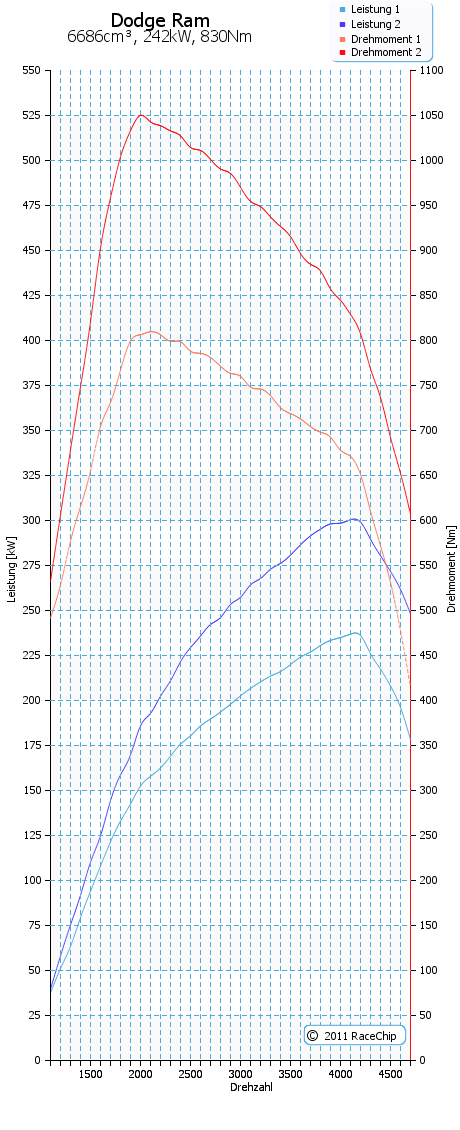 Dodge Ram
6686cm³, 242kW, 830Nm
Leistung 1
Leistung 2
Drehmoment 1
Drehmoment 2
550 1100
525 1050
500 1000
475 950
450 900
425 850
400 800
375 750
350 700
325 650
300 600
275 550
250 500
225 450
200 400
175 350
150 300
125 250
100 200
75 150
50 100
25 50
0 0
Leistung [kW]
Drehmoment [Nm]
© 2011 RaceChip
1500 2000 2500 3000 3500 4000 4500
Drehzahl